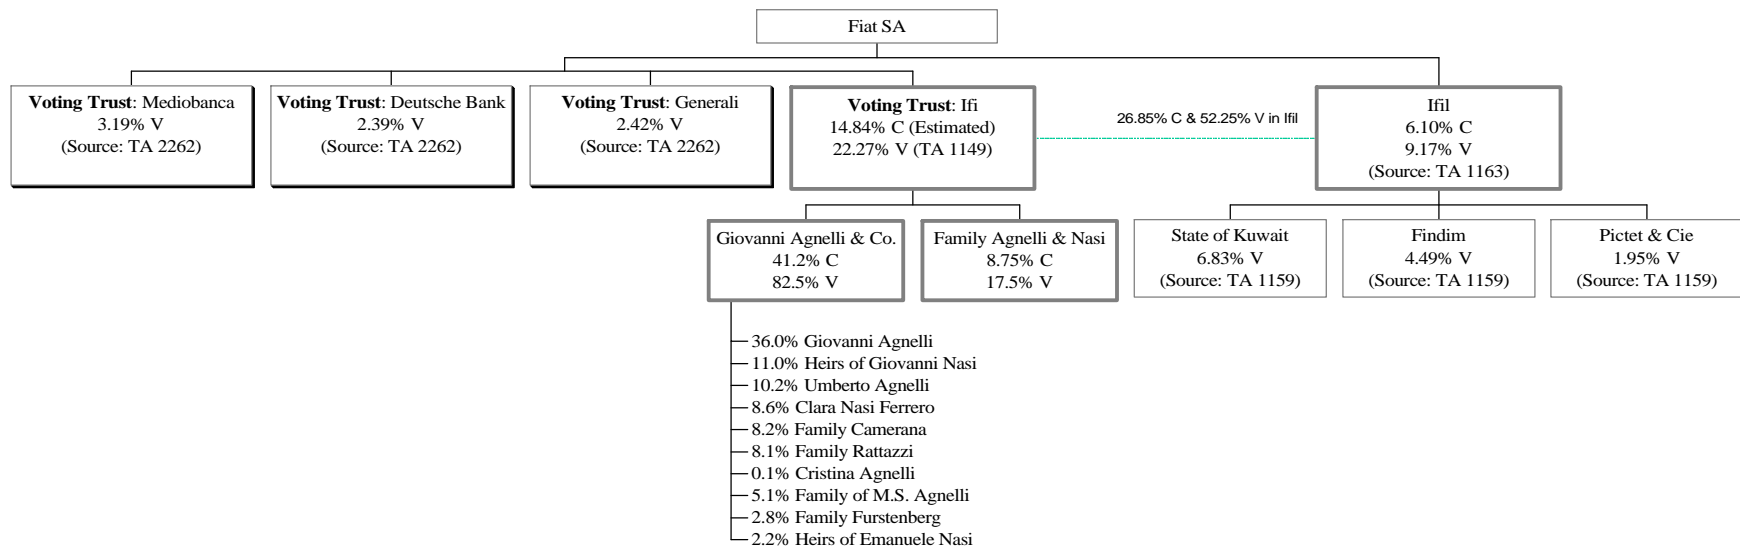 Fiat SA
Voting Trust: Mediobanca
3.19% V
(Source: TA 2262)
Voting Trust: Deutsche Bank
2.39% V
(Source: TA 2262)
Voting Trust: Generali
2.42% V
(Source: TA 2262)
Voting Trust: Ifi
14.84% C (Estimated)
22.27% V (TA 1149)
26.85% C & 52.25% V in Ifil
Ifil
6.10% C
9.17% V
(Source: TA 1163)
Giovanni Agnelli & Co.
41.2% C
82.5% V
Family Agnelli & Nasi
8.75% C
17.5% V
State of Kuwait
6.83% V
(Source: TA 1159)
Findim
4.49% V
(Source: TA 1159)
Pictet & Cie
1.95% V
(Source: TA 1159)
36.0% Giovanni Agnelli
11.0% Heirs of Giovanni Nasi
10.2% Umberto Agnelli
8.6% Clara Nasi Ferrero
8.2% Family Camerana
8.1% Family Rattazzi
0.1% Cristina Agnelli
5.1% Family of M.S. Agnelli
2.8% Family Furstenberg
2.2% Heirs of Emanuele Nasi